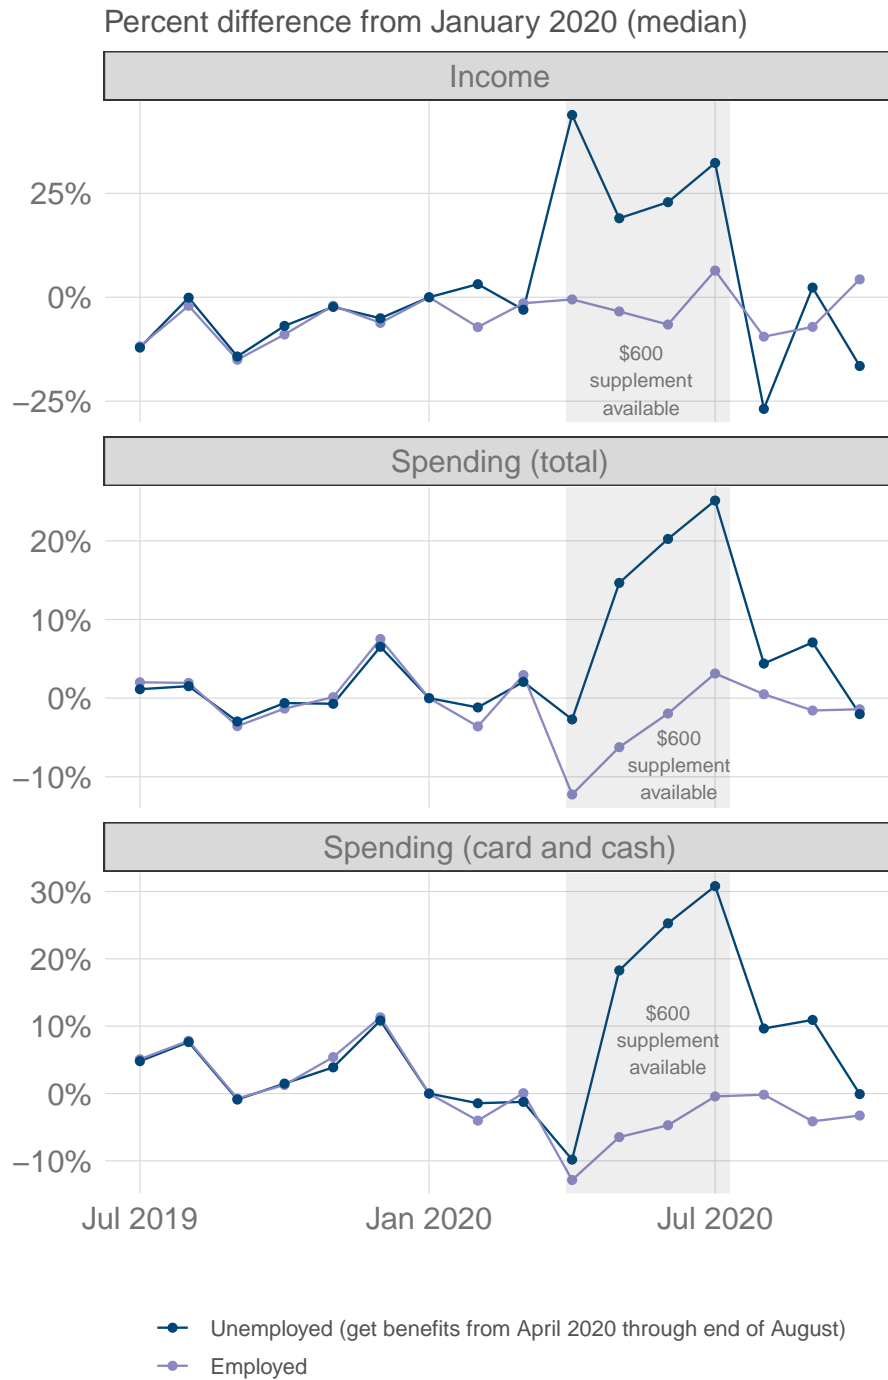 Percent difference from January 2020 (median)
Income
25%
0%
−25%
$600
supplement
available
Spending (total)
20%
10%
0%
−10%
$600
supplement
available
Spending (card and cash)
30%
20%
10%
0%
−10%
$600
supplement
available
Jul 2019 Jan 2020 Jul 2020
Unemployed (get benefits from April 2020 through end of August)
Employed